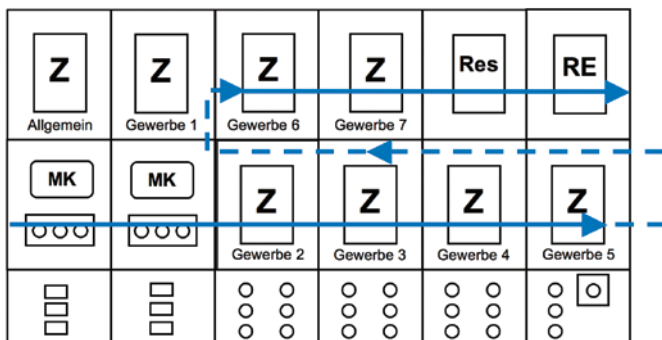 Z Z Z Z Res RE
Allgemein Gewerbe 1 Gewerbe 6 Gewerbe 7
MK MK Z Z Z Z
Gewerbe 2 Gewerbe 3 Gewerbe 4 Gewerbe 5